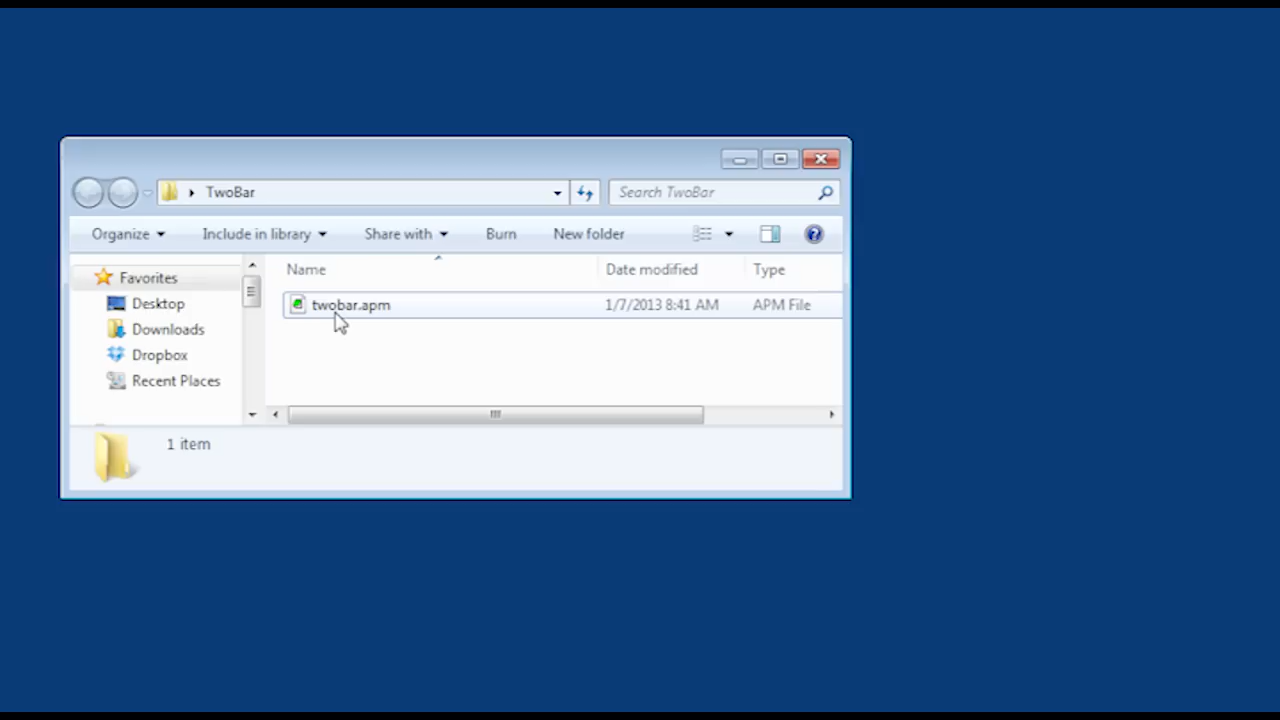 TwoBar
Search TwoBar
Organize Include in library Share with Burn New folder
Favorites
Desktop
Downloads
Dropbox
Recent Places
Name Date modified Type
twobar.apm 1/7/2013 8:41 AM APM File
1 item